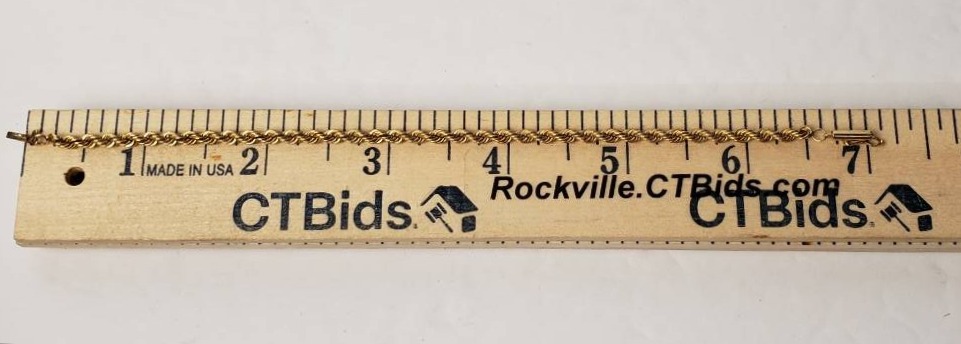 1 MADE IN USA 2 3 4 5 6 7
Rockville.CTBids.com
CTBids. CTBids.